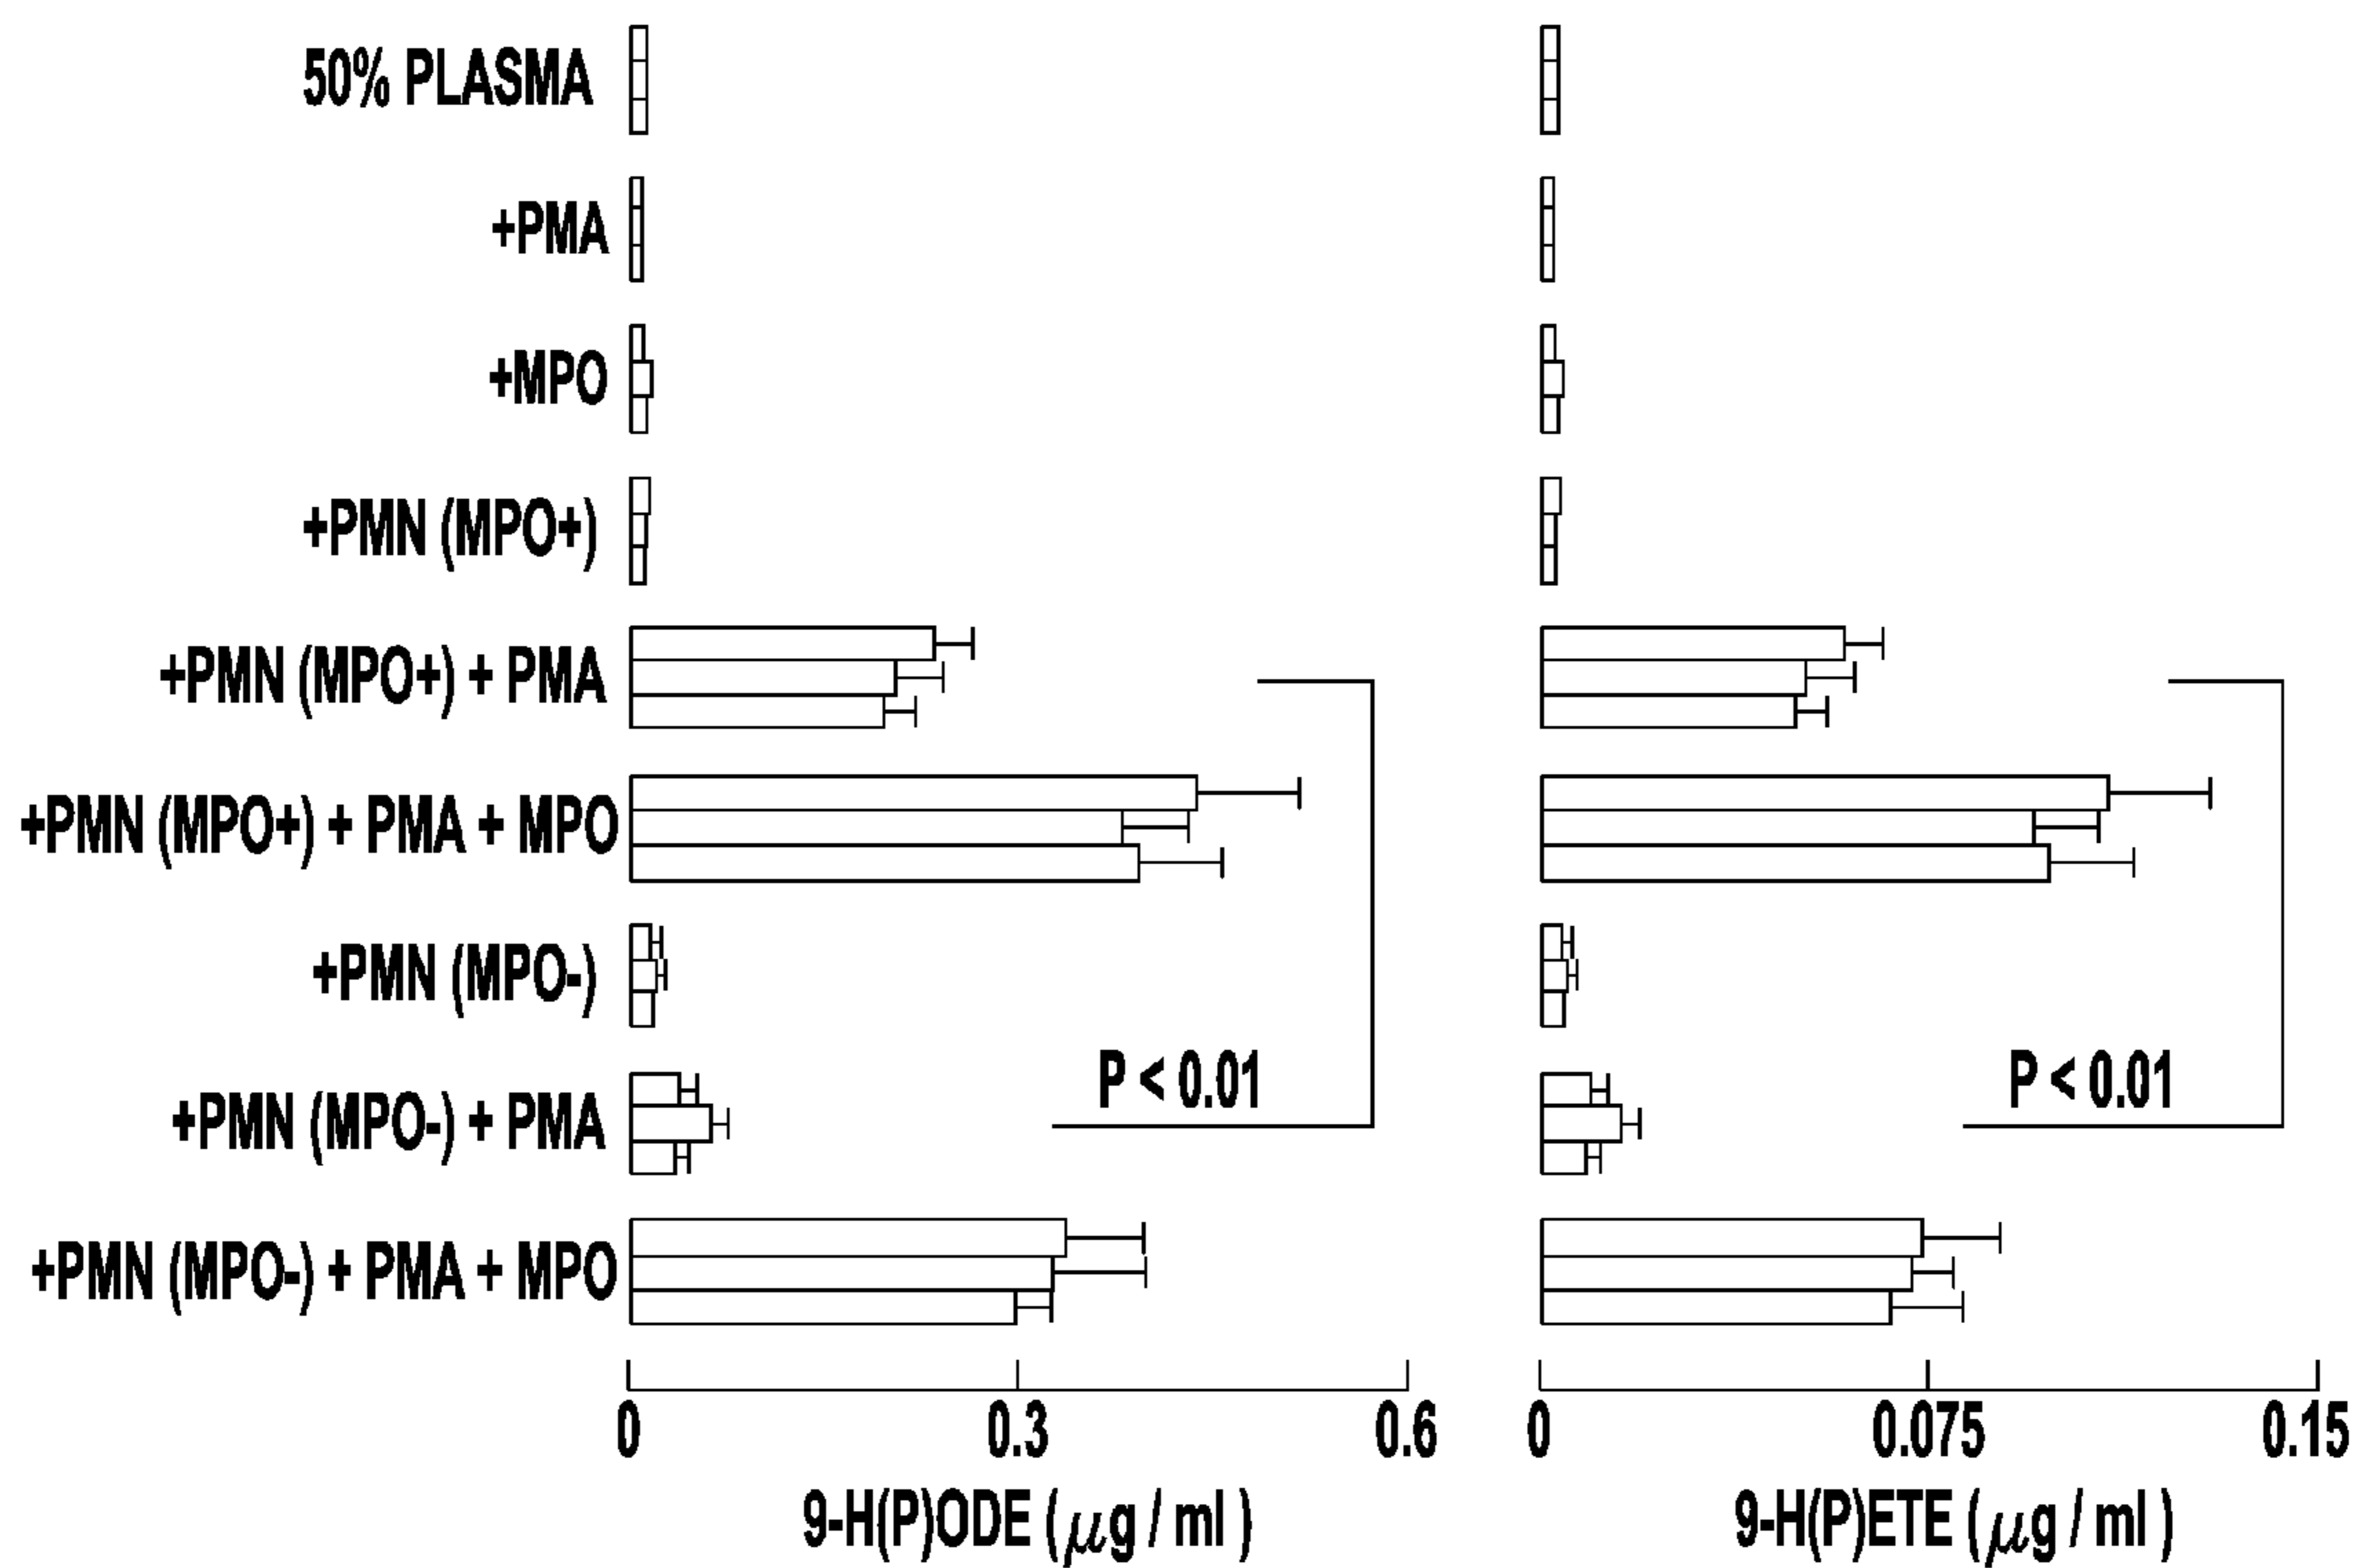 50% PLASMA
+PMA
+MPO
+PMN (MPO+)
+PMN (MPO+) + PMA
+PMN (MPO+) + PMA + MPO
+PMN (MPO-)
+PMN (MPO-) + PMA
+PMN (MPO-) + PMA + MPO
P < 0.01
P < 0.01
0 0.3 0.6
0 0.075 0.15
9-H(P)ODE (μg / ml )
9-H(P)ETE (μg / ml )